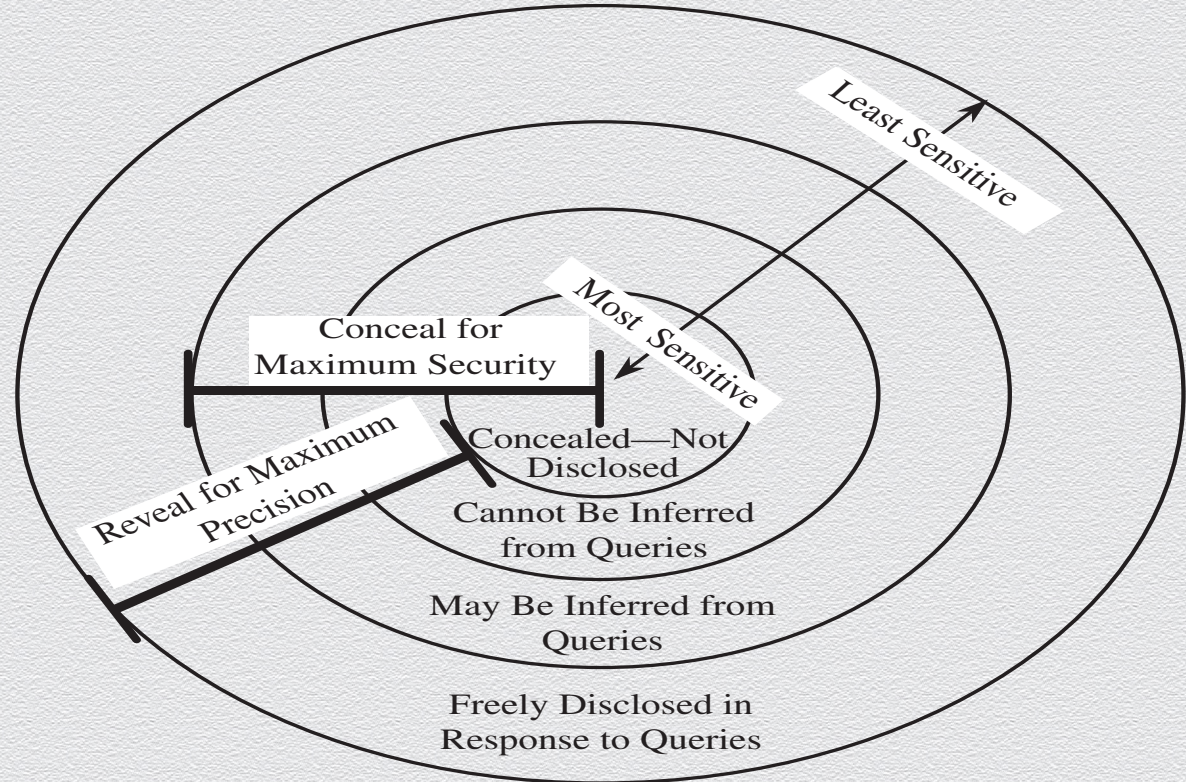 Least Sensitive
Most Sensitive
Conceal for
Maximum Security
Reveal for Maximum
Precision
Concealed—Not
Disclosed
Cannot Be Inferred
from Queries
May Be Inferred from
Queries
Freely Disclosed in
Response to Queries